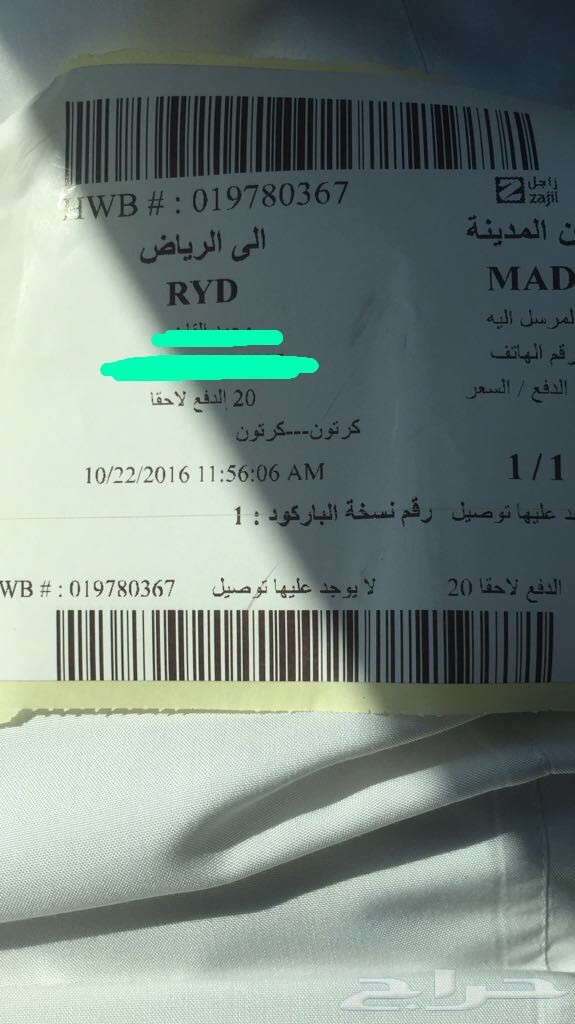 HWB # : 019780367
زاجل
zajil
المدينة
الى الرياض
MAD
RYD
المرسل اليه
رقم الهاتف
الدفع / السعر
20 الدفع لاحقا
كرتون---كرتون
1/1
10/22/2016 11:56:06 AM
عليها توصيل رقم نسخة الباركود : 1
الدفع لاحقا 20 لا يوجد عليها توصيل WB # : 019780367
حراج